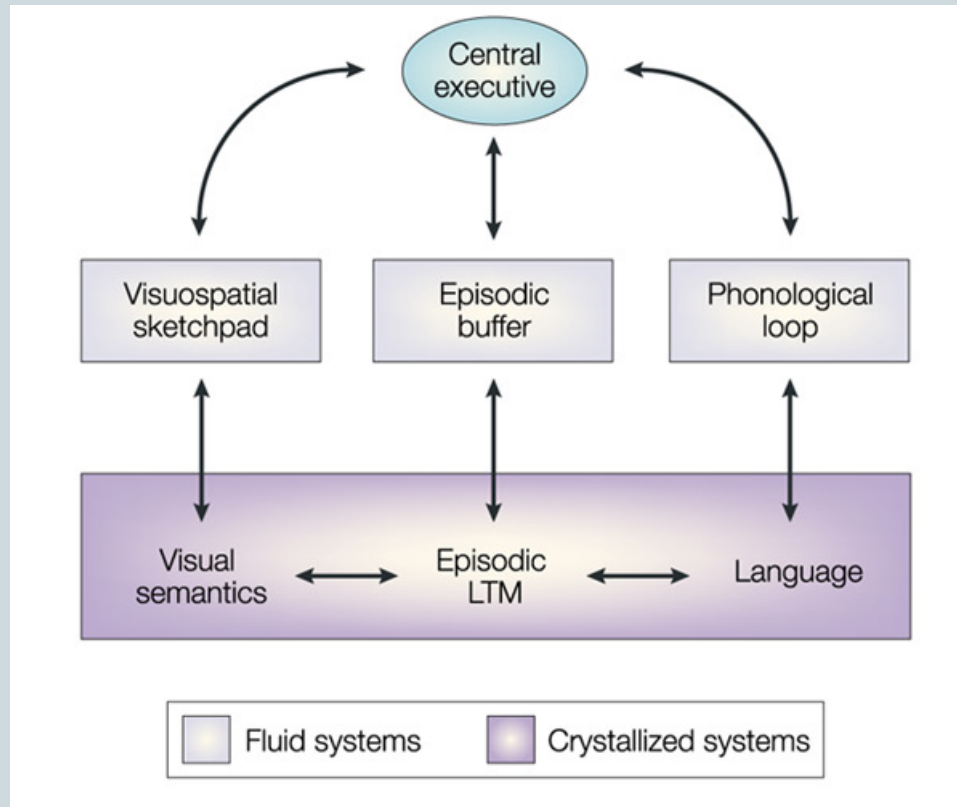 Central
executive
Visuospatial
sketchpad
Episodic
buffer
Phonological
loop
Visual
semantics
Episodic
LTM
Language
Fluid systems
Crystallized systems